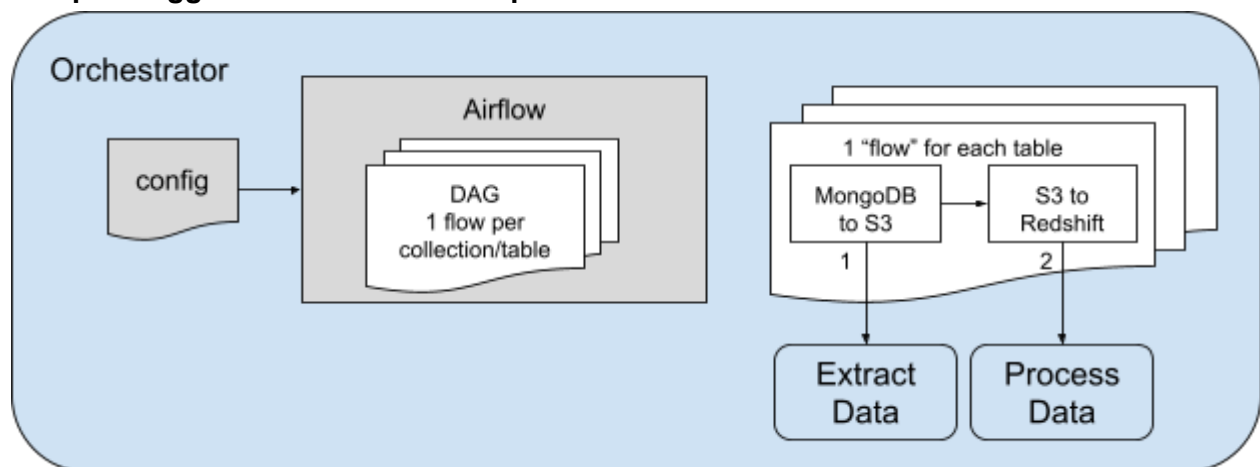 Orchestrator
Airflow
config
DAG
1 flow per
collection/table
1 “flow” for each table
MongoDB
to S3
S3 to
Redshift
1
2
Extract
Data
Process
Data